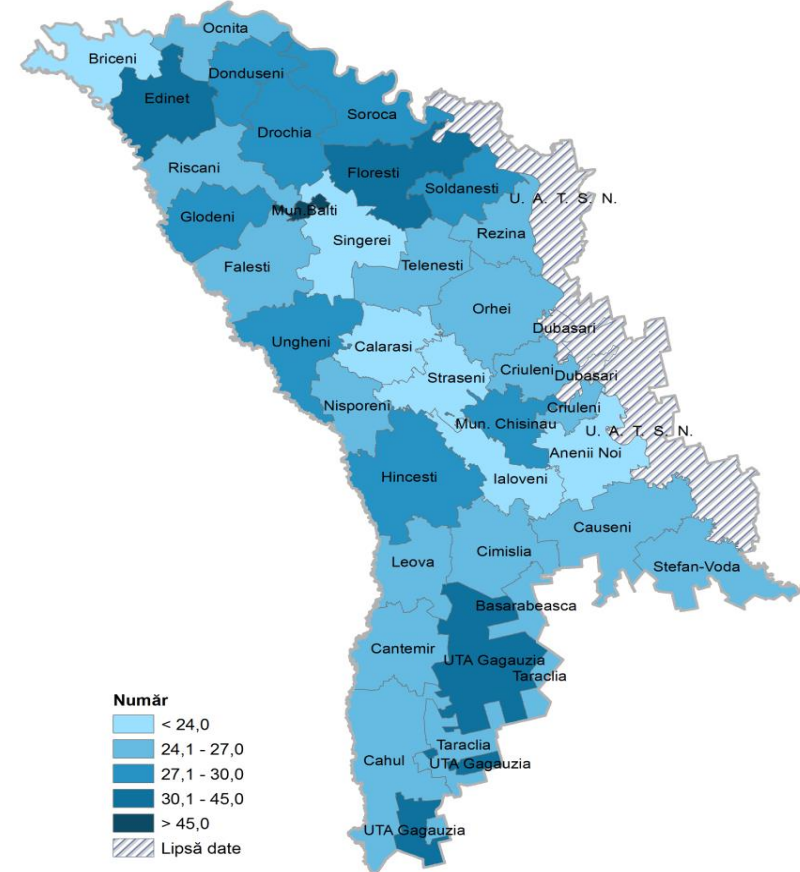 Ocnita
Briceni
Donduseni
Edinet
Soroca
Drochia
Riscani
Floresti
Soldanesti
U. A. T. S. N.
Mun.Balti
Glodeni
Rezina
Singerei
Falesti
Telenesti
Orhei
Dubasari
Ungheni
Calarasi
Criuleni
Dubasari
Straseni
Nisporeni
Criuleni
Mun. Chisinau
U. A. T. S. N.
Anenii Noi
Hincesti
Ialoveni
Causeni
Cimislia
Leova
Stefan-Voda
Basarabeasca
Cantemir
UTA Gagauzia
Taraclia
Număr
< 24,0
24,1 - 27,0
27,1 - 30,0
30,1 - 45,0
> 45,0
Lipsă date
Taraclia
Cahul
UTA Gagauzia
UTA Gagauzia